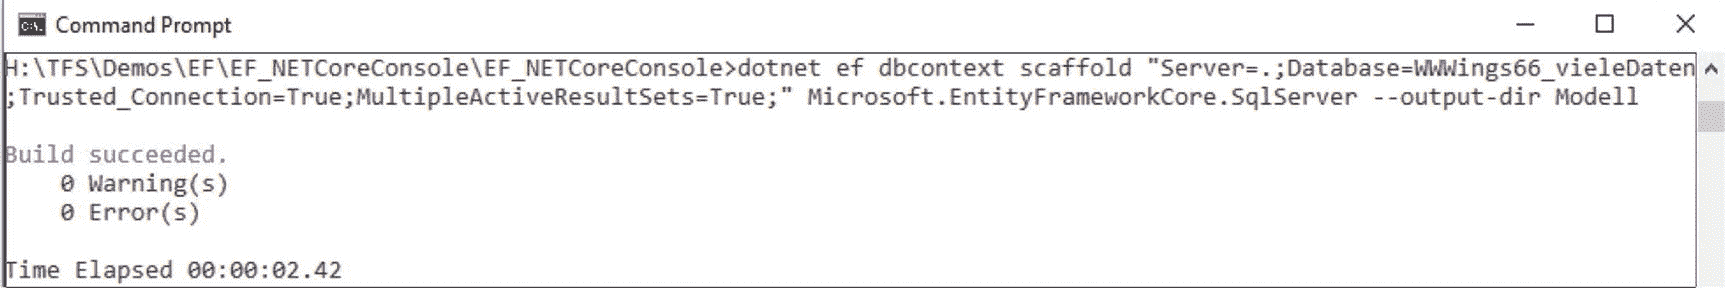 Command Prompt
H:\TFS\Demos\EF\EF_NETCoreConsole\EF_NETCoreConsole>dotnet ef dbcontext scaffold "Server=.;Database=WWWings66_vieleDaten
;Trusted_Connection=True;MultipleActiveResultSets=True;" Microsoft.EntityFrameworkCore.SqlServer --output-dir Modell
Build succeeded.
0 Warning(s)
0 Error(s)
Time Elapsed 00:00:02.42